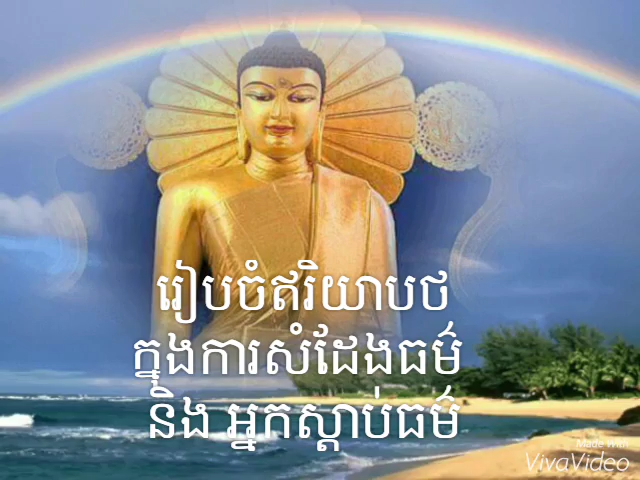 រៀបចំឥរិយាបថ
ក្នុងការសំដែងធម៌
និង អ្នកស្តាប់ធម៌
Made With
VivaVideo